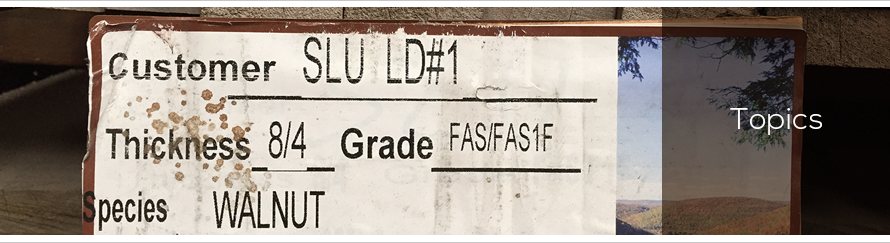 Customer SLU LD#1
Thickness 8/4 Grade FAS/FAS1F
Species WALNUT
Topics